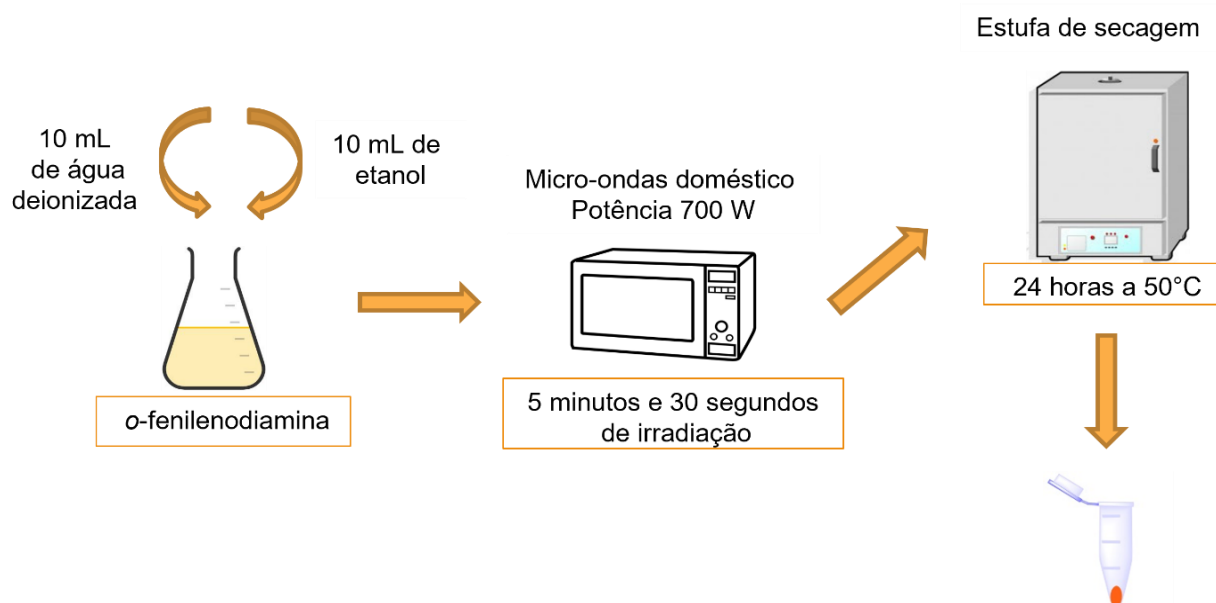 10 mL
de água
deionizada
10 mL de
etanol
o-fenilenodiamina
Micro-ondas doméstico
Potência 700 W
5 minutos e 30 segundos
de irradiação
Estufa de secagem
24 horas a 50°C